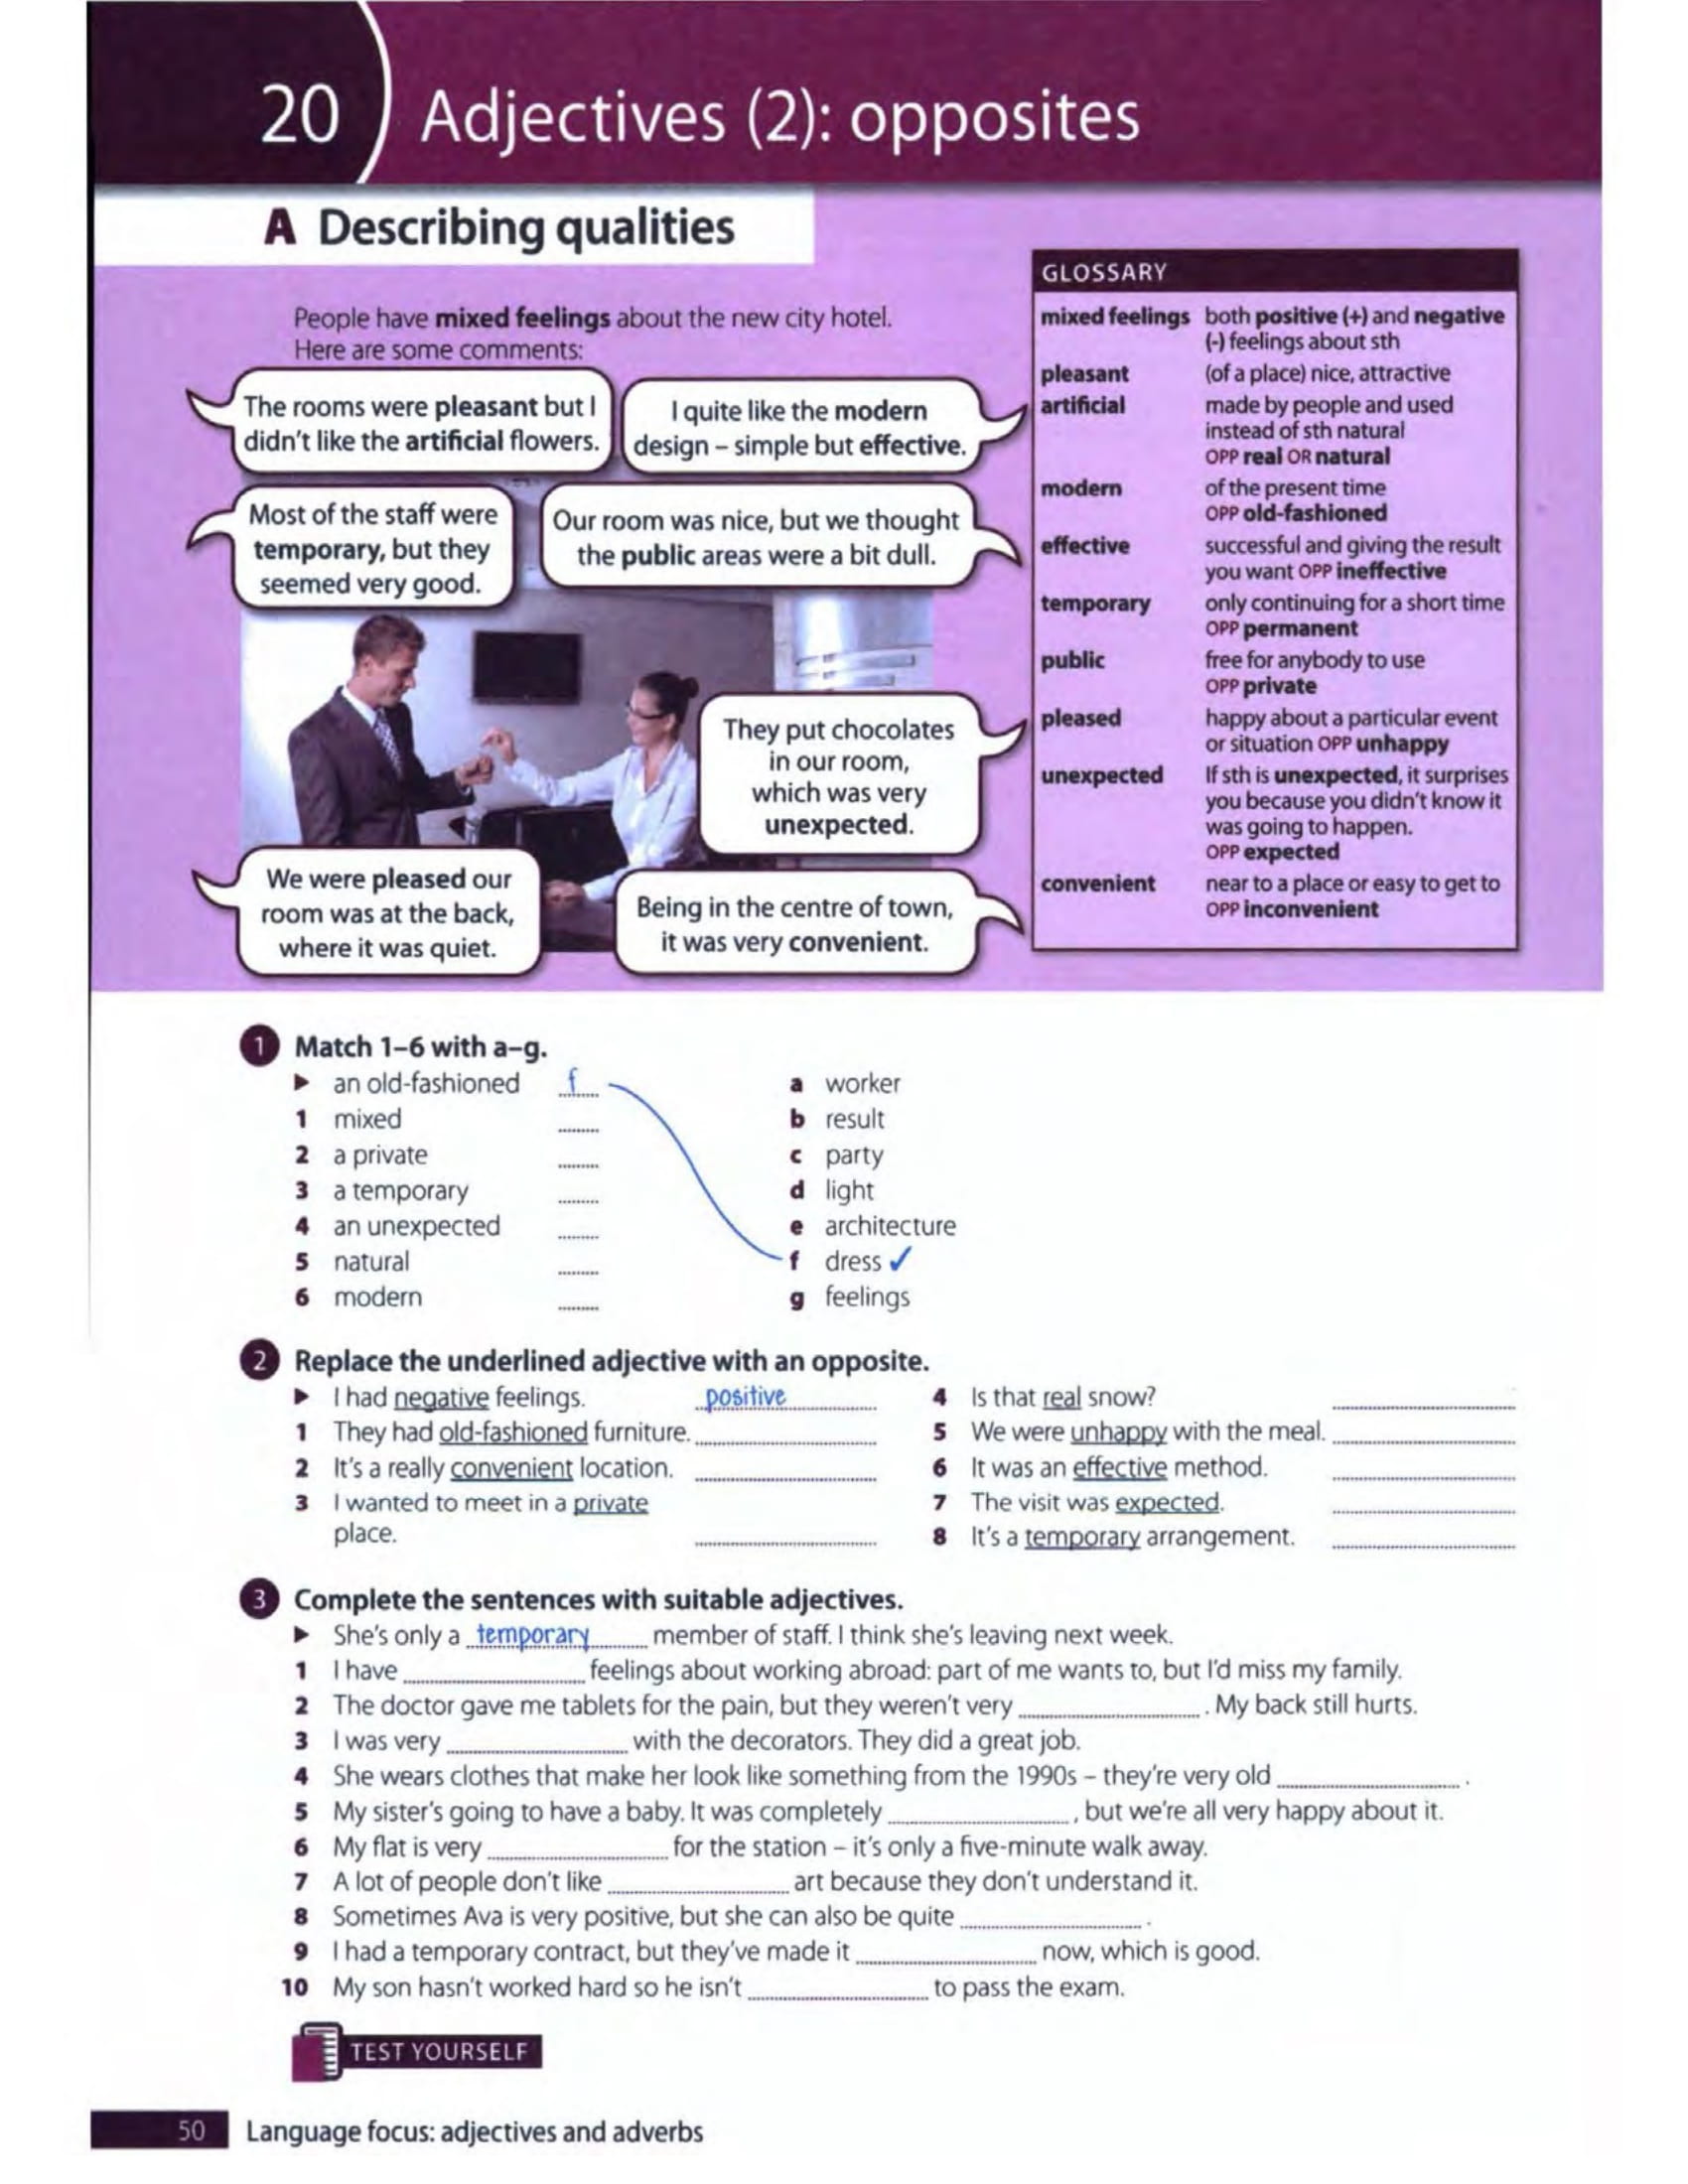 20 Adjectives (2): opposites
A Describing qualities
People have mixed feelings about the new city hotel.
Here are some comments:
The rooms were pleasant but I
didn't like the artificial flowers.
I quite like the modern
design – simple but effective.
Most of the staff were
temporary, but they
seemed very good.
Our room was nice, but we thought
the public areas were a bit dull.
They put chocolates
in our room,
which was very
unexpected.
We were pleased our
room was at the back,
where it was quiet.
Being in the centre of town,
it was very convenient.
GLOSSARY
mixed feelings both positive (+) and negative
(-) feelings about sth
pleasant (of a place) nice, attractive
artificial made by people and used
instead of sth natural
OPP real OR natural
modern of the present time
OPP old-fashioned
effective successful and giving the result
you want OPP ineffective
temporary only continuing for a short time
OPP permanent
public free for anybody to use
OPP private
pleased happy about a particular event
or situation OPP unhappy
unexpected If sth is unexpected, it surprises
you because you didn't know it
was going to happen.
OPP expected
convenient near to a place or easy to get to
OPP inconvenient
1 Match 1–6 with a–g.
▶ an old-fashioned f
1 mixed ........
2 a private ........
3 a temporary ........
4 an unexpected ........
5 natural ........
6 modern ........
a worker
b result
c party
d light
e architecture
f dress ✓
g feelings
2 Replace the underlined adjective with an opposite.
▶ I had negative feelings. positive
1 They had old-fashioned furniture. ........
2 It's a really convenient location. ........
3 I wanted to meet in a private
place. ........
4 Is that real snow? ........
5 We were unhappy with the meal. ........
6 It was an effective method. ........
7 The visit was expected. ........
8 It's a temporary arrangement. ........
3 Complete the sentences with suitable adjectives.
▶ She's only a temporary member of staff. I think she's leaving next week.
1 I have ........ feelings about working abroad: part of me wants to, but I'd miss my family.
2 The doctor gave me tablets for the pain, but they weren't very ........ . My back still hurts.
3 I was very ........ with the decorators. They did a great job.
4 She wears clothes that make her look like something from the 1990s – they're very old ........ .
5 My sister's going to have a baby. It was completely ........ , but we're all very happy about it.
6 My flat is very ........ for the station – it's only a five-minute walk away.
7 A lot of people don't like ........ art because they don't understand it.
8 Sometimes Ava is very positive, but she can also be quite ........ .
9 I had a temporary contract, but they've made it ........ now, which is good.
10 My son hasn't worked hard so he isn't ........ to pass the exam.
TEST YOURSELF
50 Language focus: adjectives and adverbs